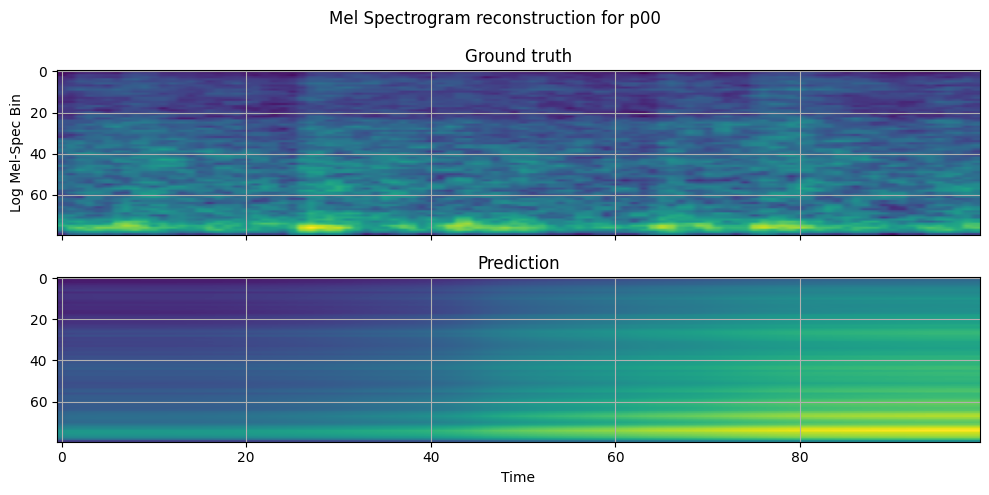 Mel Spectrogram reconstruction for p00
Ground truth
Log Mel-Spec Bin
0
20
40
60
Prediction
0
20
40
60
0 20 40 60 80
Time